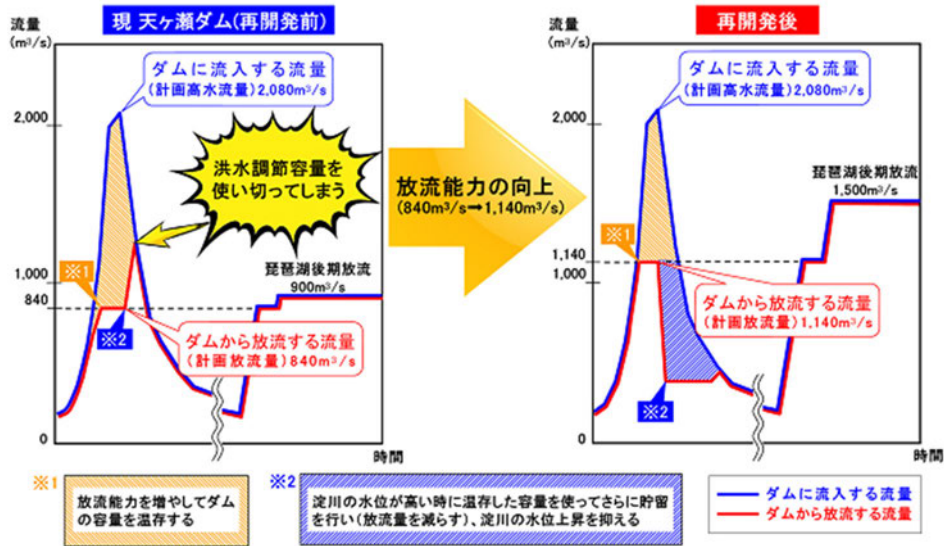 現 天ヶ瀬ダム(再開発前)
流量
(m³/s)
ダムに流入する流量
(計画高水流量)2,080m³/s
2,000
洪水調節容量を
使い切ってしまう
※1
1,000
840
琵琶湖後期放流
900m³/s
※2
ダムから放流する流量
(計画放流量)840m³/s
0
時間
放流能力の向上
(840m³/s→1,140m³/s)
再開発後
流量
(m³/s)
ダムに流入する流量
(計画高水流量)2,080m³/s
2,000
琵琶湖後期放流
1,500m³/s
※1
1,140
1,000
ダムから放流する流量
(計画放流量)1,140m³/s
※2
0
時間
※1
放流能力を増やしてダム
の容量を温存する
※2
淀川の水位が高い時に温存した容量を使ってさらに貯留
を行い(放流量を減らす)、淀川の水位上昇を抑える
ダムに流入する流量
ダムから放流する流量